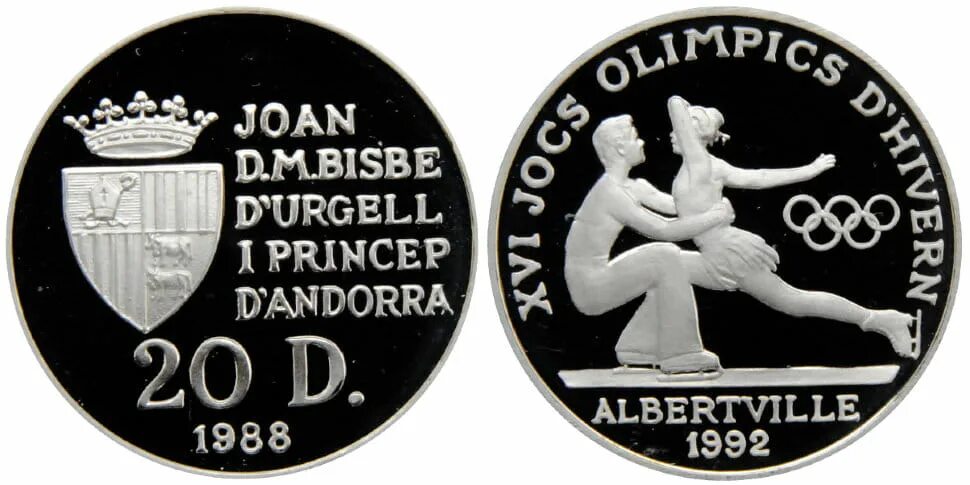 JOAN
D.M.BISBE
D'URGELL
I PRINCEP
D'ANDORRA
20 D.
1988
XVI JOCS OLIMPICS D'HIVERN
ALBERTVILLE
1992